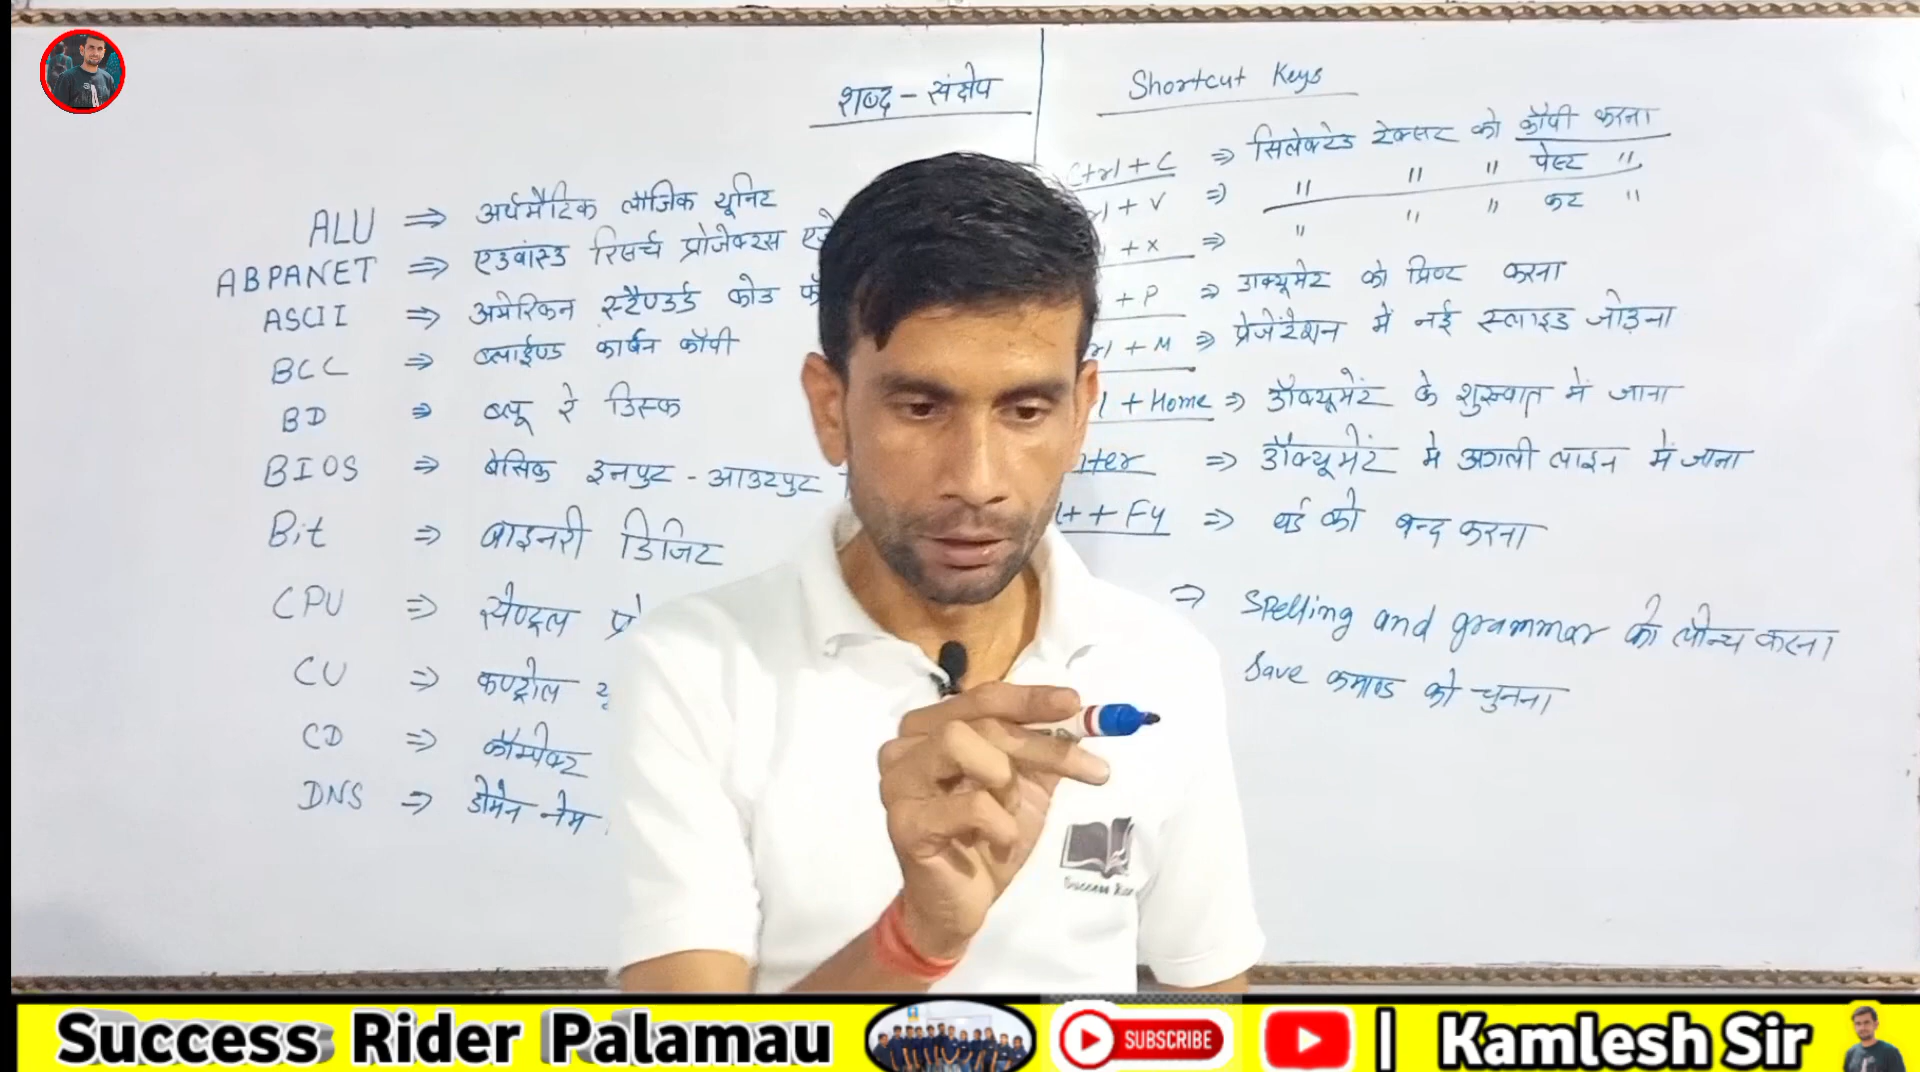 शब्द - संक्षेप
ALU ⇒ अर्थमैटिक लॉजिक यूनिट
ABPANET ⇒ एडवांस्ड रिसर्च प्रोजेक्टस
ASCII ⇒ अमेरिकन स्टैण्डर्ड कोड
BCC ⇒ ब्लाईण्ड कार्बन कॉपी
BD ⇒ ब्लू रे डिस्क
BIOS ⇒ बेसिक इनपुट - आउटपुट
Bit ⇒ बाइनरी डिजिट
CPU ⇒ सेण्ट्रल
CU ⇒ कण्ट्रोल
CD ⇒ कॉम्पेक्ट
DNS ⇒ डोमेन नेम
Shortcut Keys
Ctrl + C ⇒ सिलेक्टेड टेक्सट को कॉपी करना
+ V ⇒ " " " पेस्ट "
+ X ⇒ " " " कट "
+ P ⇒ डाक्यूमेंट को प्रिण्ट करना
+ M ⇒ प्रेजेंटेशन में नई स्लाइड जोड़ना
+ Home ⇒ डॉक्यूमेंट के शुरुवात में जाना
⇒ डॉक्यूमेंट मे अगली लाइन में जाना
+ F4 ⇒ वर्ड को बन्द करना
⇒ Spelling and grammar को लॉन्च करना
Save कमाण्ड को चुनना
Success Rider Palamau
SUBSCRIBE
| Kamlesh Sir